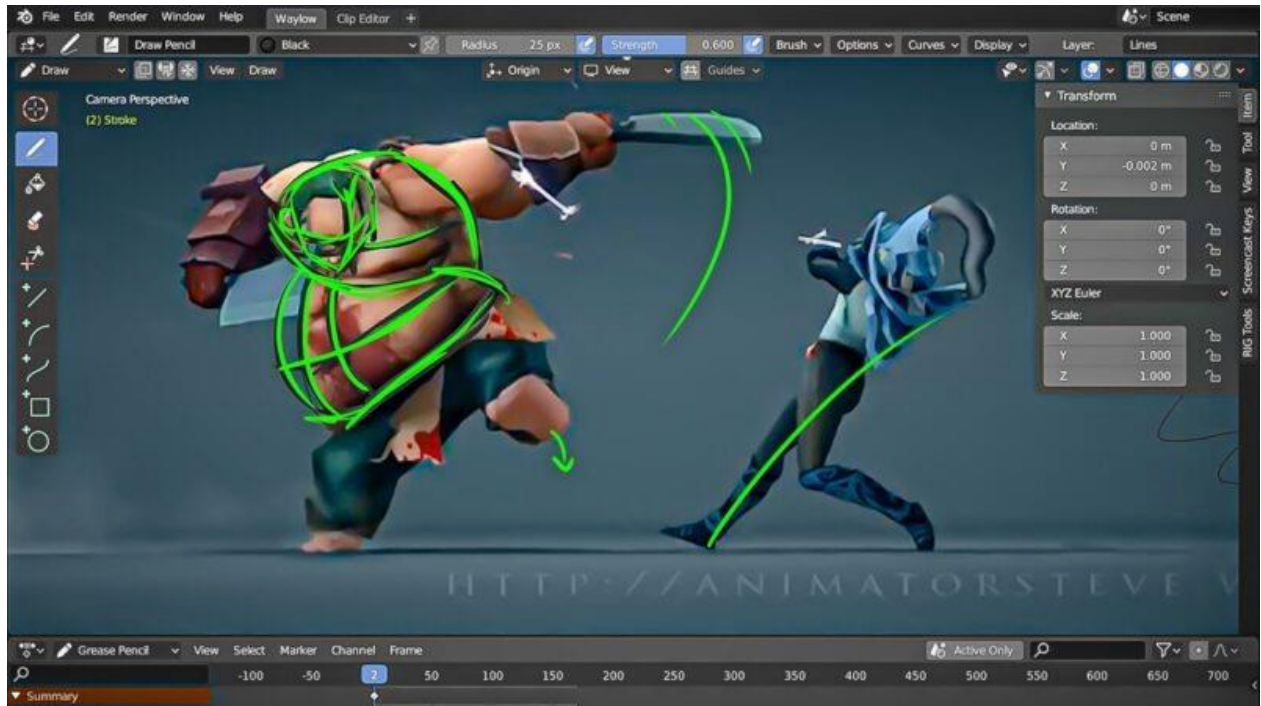 File Edit Render Window Help Waylow Clip Editor + Scene
Draw Pencil Black Radius 25 px Strength 0.600 Brush Options Curves Display Layer: Lines
Draw View Draw Origin View Guides
Camera Perspective
(2) Stroke
Transform
Location:
X 0 m
Y -0.002 m
Z 0 m
Rotation:
X 0°
Y 0°
Z 0°
XYZ Euler
Scale:
X 1.000
Y 1.000
Z 1.000
Item
Tool
View
Screencast Keys
RIG Tools
HTTP://ANIMATORSTEVE.V
Grease Pencil View Select Marker Channel Frame Active Only
-100 -50 2 50 100 150 200 250 300 350 400 450 500 550 600 650 700
Summary